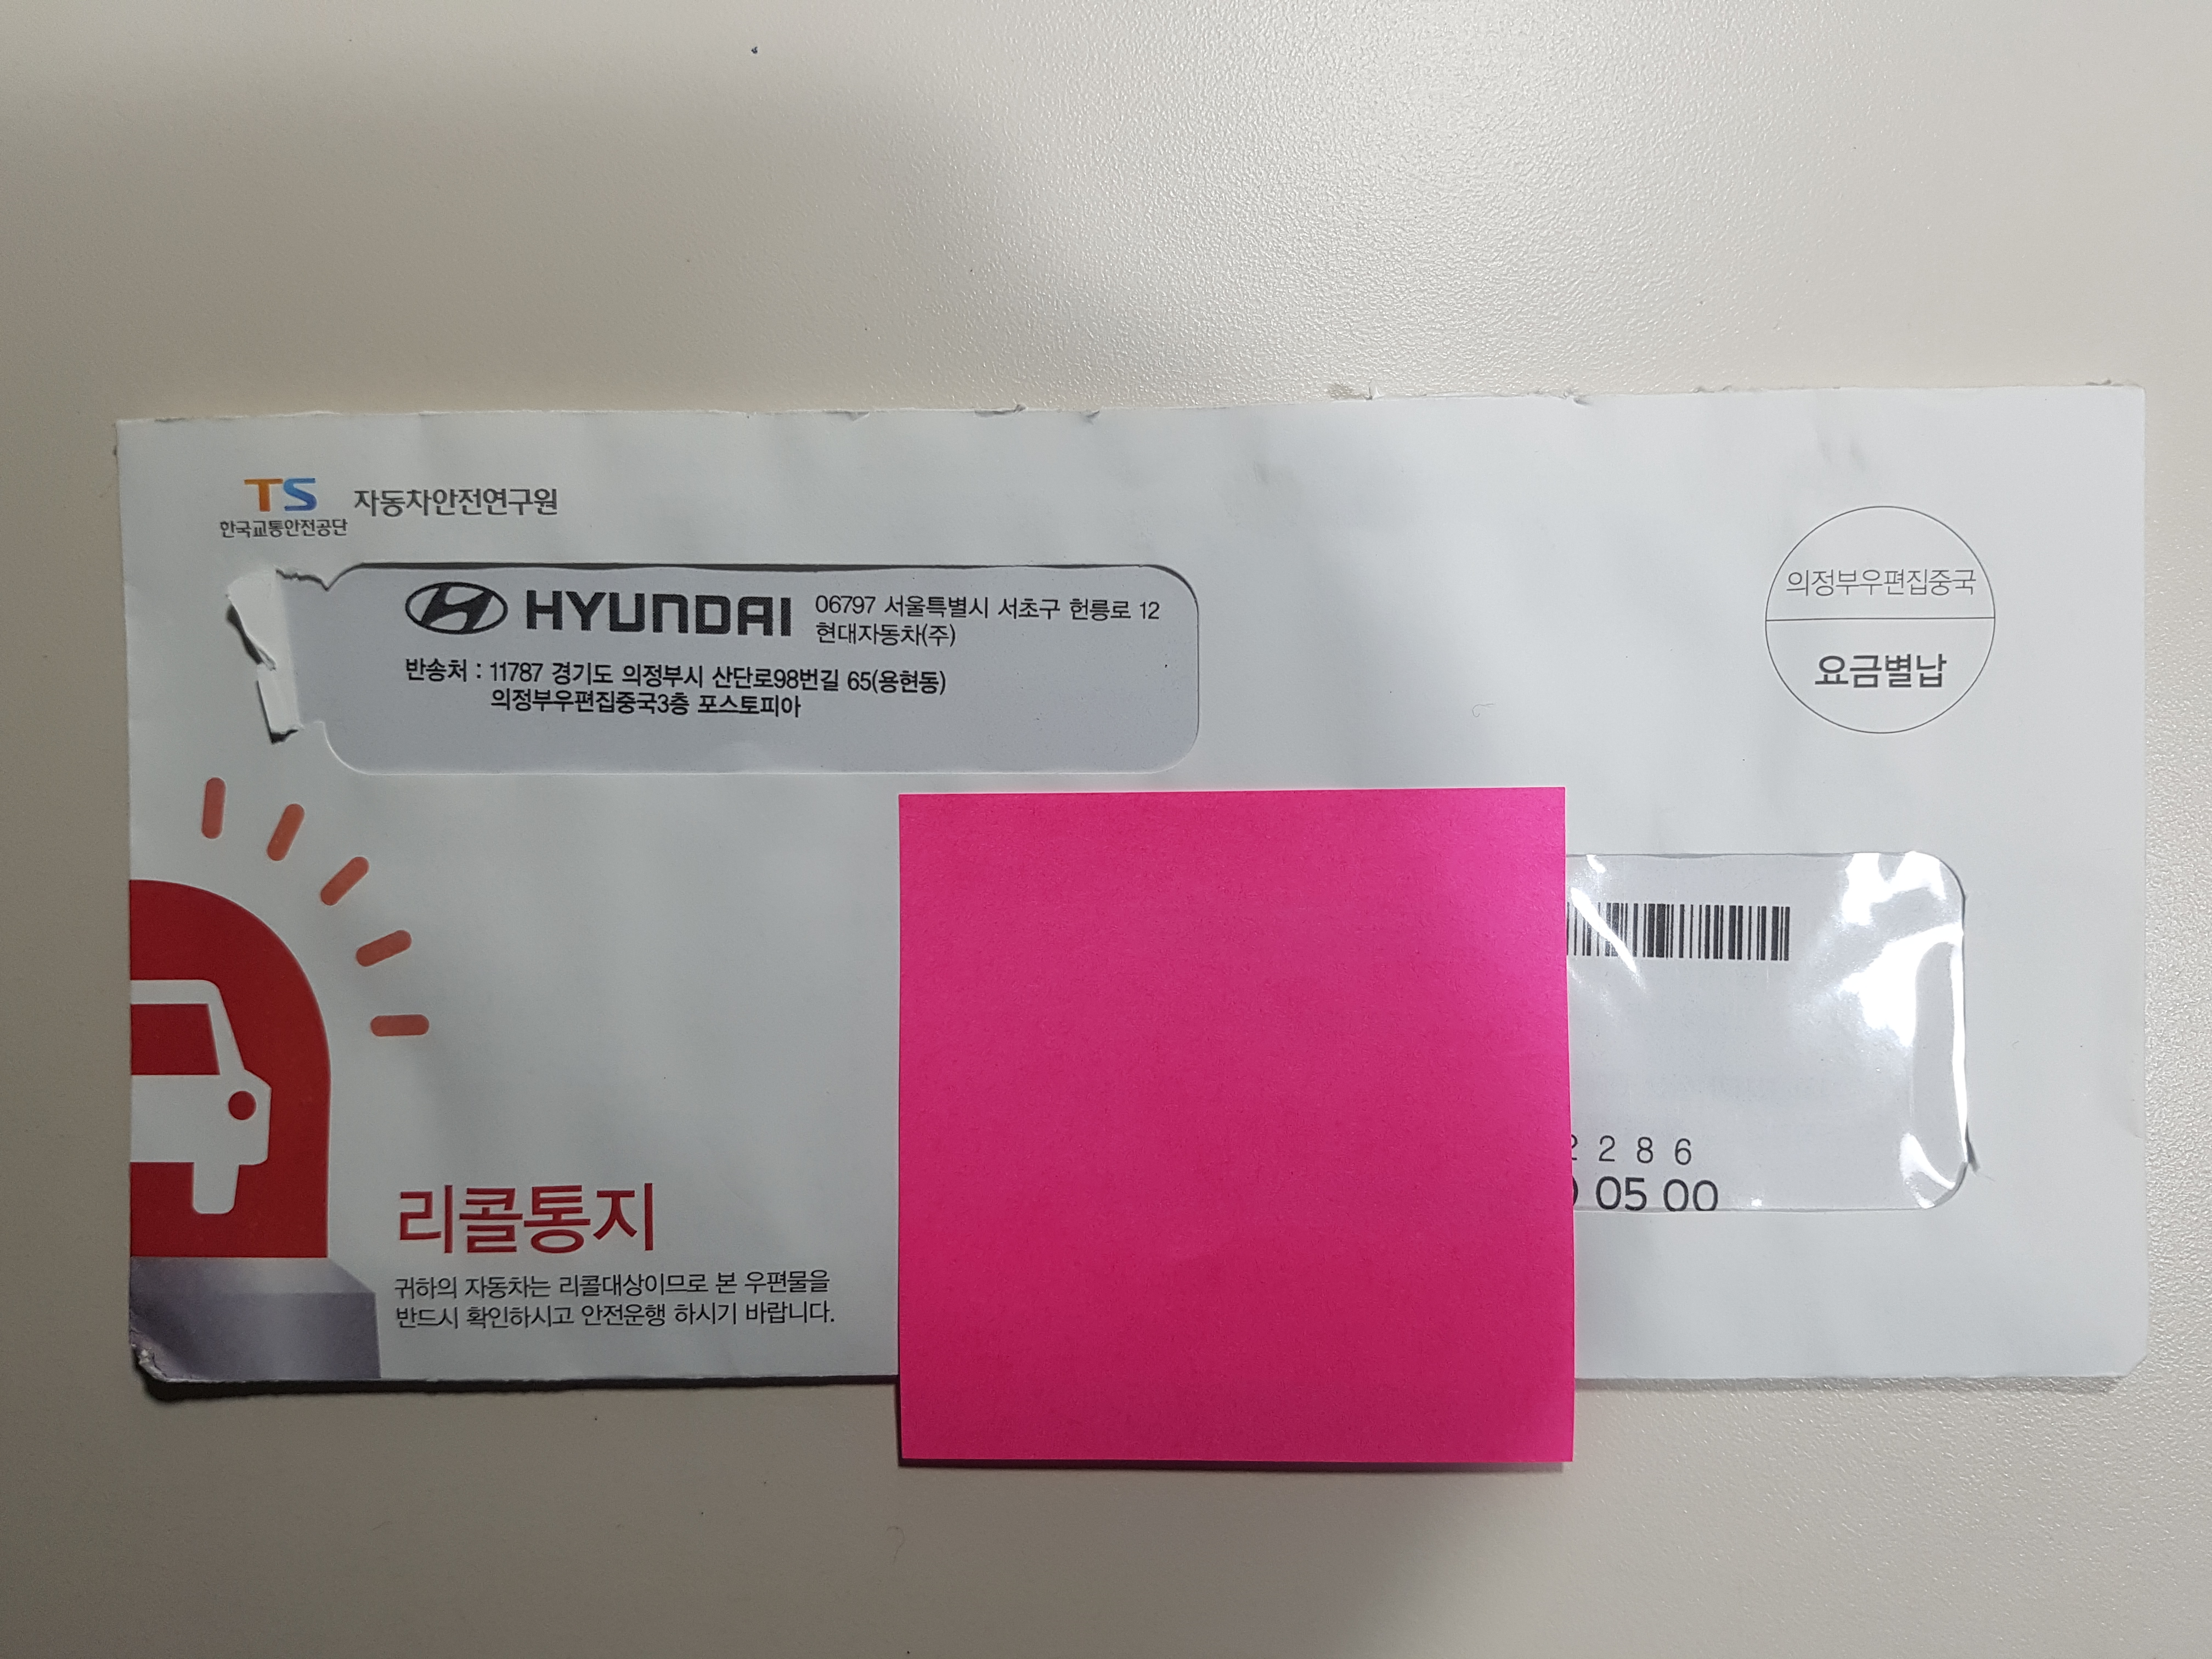 TS 자동차안전연구원
한국교통안전공단
HYUNDAI
06797 서울특별시 서초구 헌릉로 12
현대자동차(주)
반송처 : 11787 경기도 의정부시 산단로98번길 65(용현동)
의정부우편집중국3층 포스토피아
의정부우편집중국
요금별납
2 2 8 6
05 00
리콜통지
귀하의 자동차는 리콜대상이므로 본 우편물을
반드시 확인하시고 안전운행 하시기 바랍니다.